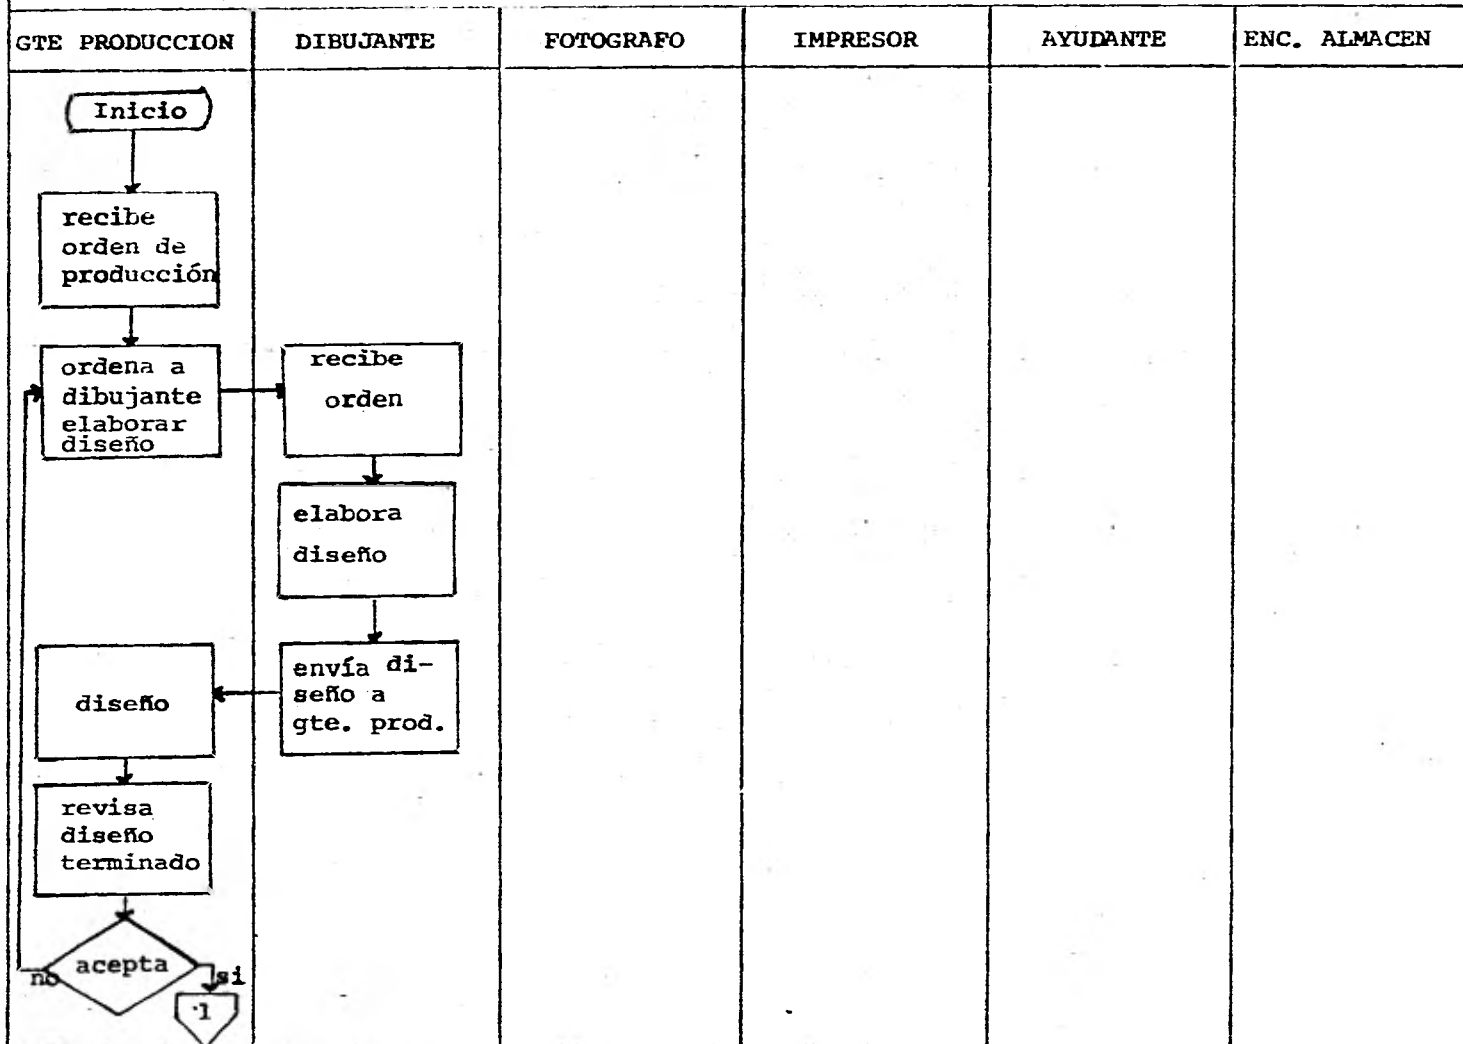 GTE PRODUCCION
DIBUJANTE
FOTOGRAFO
IMPRESOR
AYUDANTE
ENC. ALMACEN
Inicio
recibe
orden de
producción
ordena a
dibujante
elaborar
diseño
recibe
orden
elabora
diseño
envía di-
seño a
gte. prod.
diseño
revisa
diseño
terminado
acepta
no
si
1